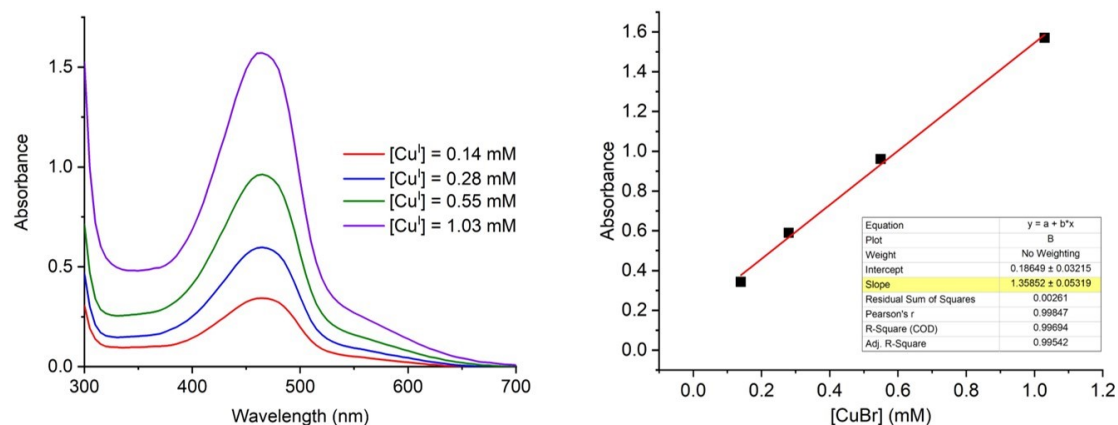 Absorbance
1.5
1.0
0.5
0.0
300
400
500
600
700
Wavelength (nm)
[Cuᴵ] = 0.14 mM
[Cuᴵ] = 0.28 mM
[Cuᴵ] = 0.55 mM
[Cuᴵ] = 1.03 mM
Absorbance
1.6
1.4
1.2
1.0
0.8
0.6
0.4
0.2
0.0
0.0
0.2
0.4
0.6
0.8
1.0
1.2
[CuBr] (mM)
Equation y = a + b*x
Plot B
Weight No Weighting
Intercept 0.18649 ± 0.03215
Slope 1.35852 ± 0.05319
Residual Sum of Squares 0.00261
Pearson's r 0.99847
R-Square (COD) 0.99694
Adj. R-Square 0.99542